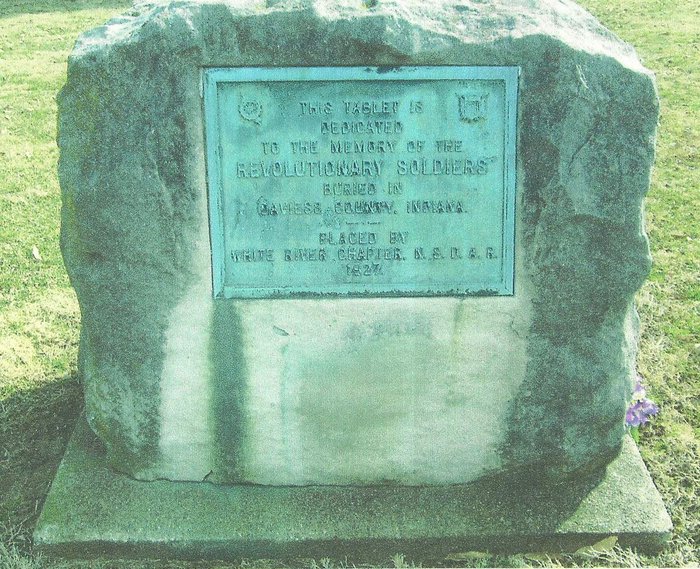 THIS TABLET IS
DEDICATED
TO THE MEMORY OF THE
REVOLUTIONARY SOLDIERS
BURIED IN
DAVIESS COUNTY, INDIANA.
PLACED BY
WHITE RIVER CHAPTER, N.S.D.A.R.
1927